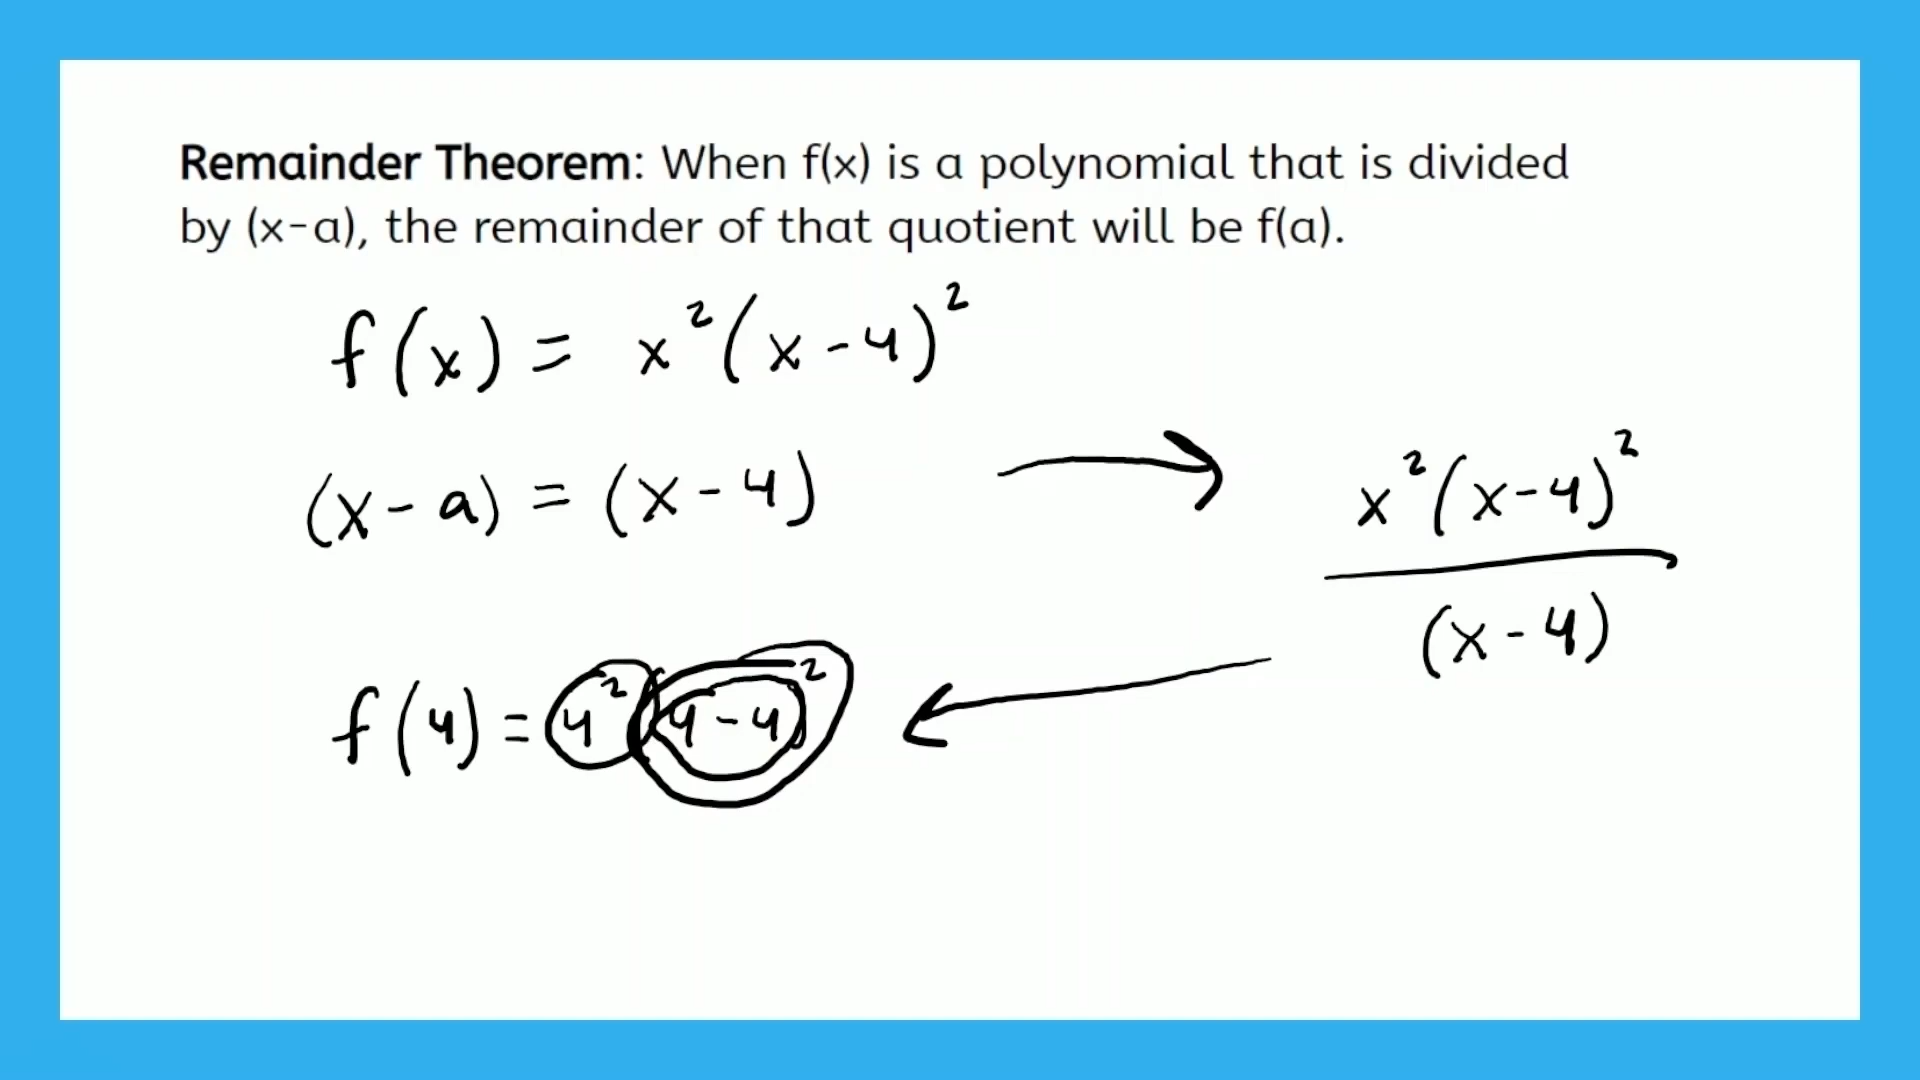 Remainder Theorem: When f(x) is a polynomial that is divided
by (x-a), the remainder of that quotient will be f(a).
f(x) = x²(x-4)²
(x-a) = (x-4)
x²(x-4)²
(x-4)
f(4) = 4²(4-4)²